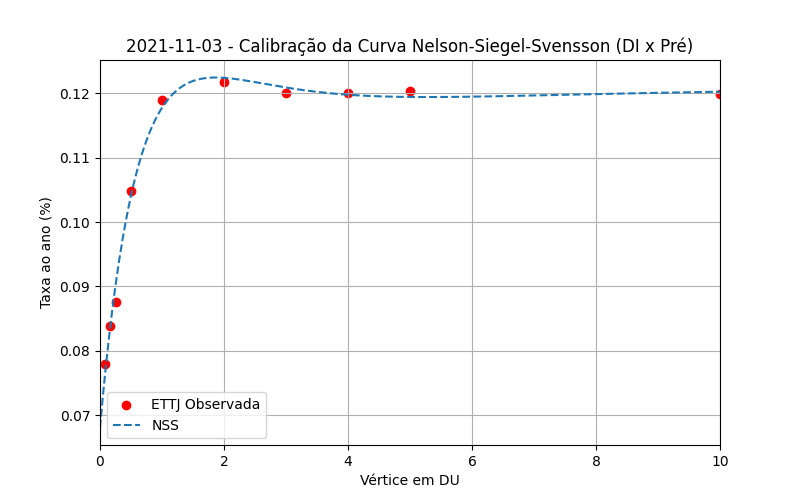 2021-11-03 - Calibração da Curva Nelson-Siegel-Svensson (DI x Pré)
Taxa ao ano (%)
0.12
0.11
0.10
0.09
0.08
0.07
ETTJ Observada
NSS
0 2 4 6 8 10
Vértice em DU